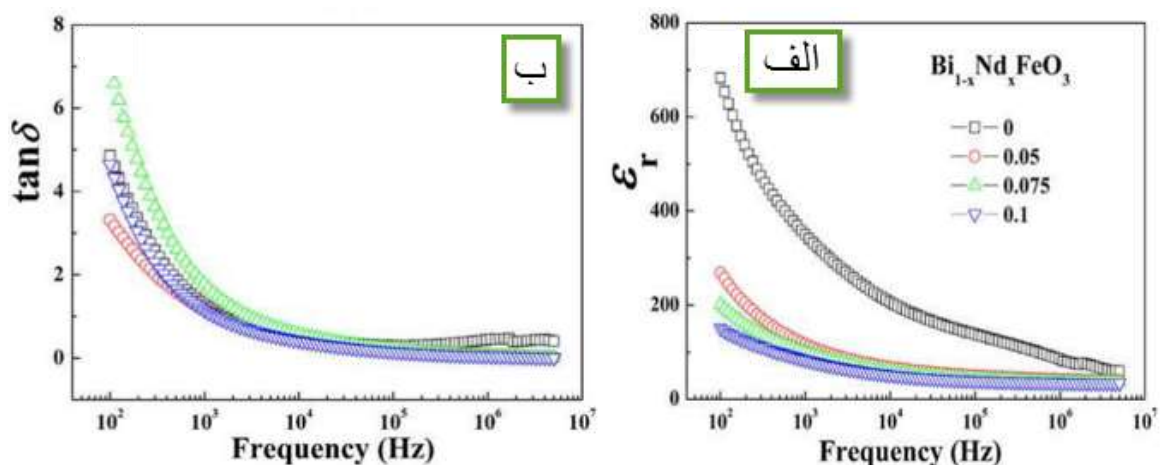 8
6
4
2
0
tanδ
ب
10² 10³ 10⁴ 10⁵ 10⁶ 10⁷
Frequency (Hz)
800
600
400
200
0
εr
الف
Bi1-xNdxFeO3
0
0.05
0.075
0.1
10² 10³ 10⁴ 10⁵ 10⁶ 10⁷
Frequency (Hz)